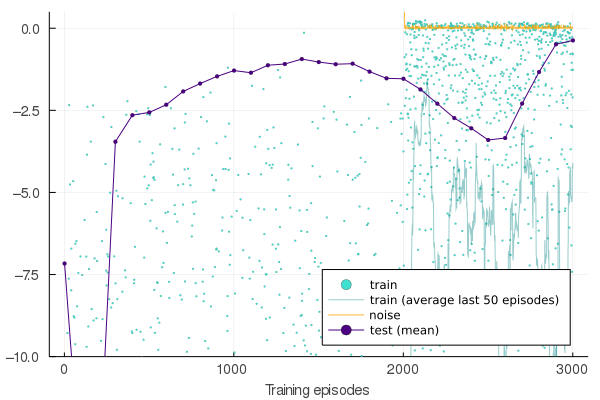 0.0
−2.5
−5.0
−7.5
−10.0
train
train (average last 50 episodes)
noise
test (mean)
0
1000
2000
3000
Training episodes